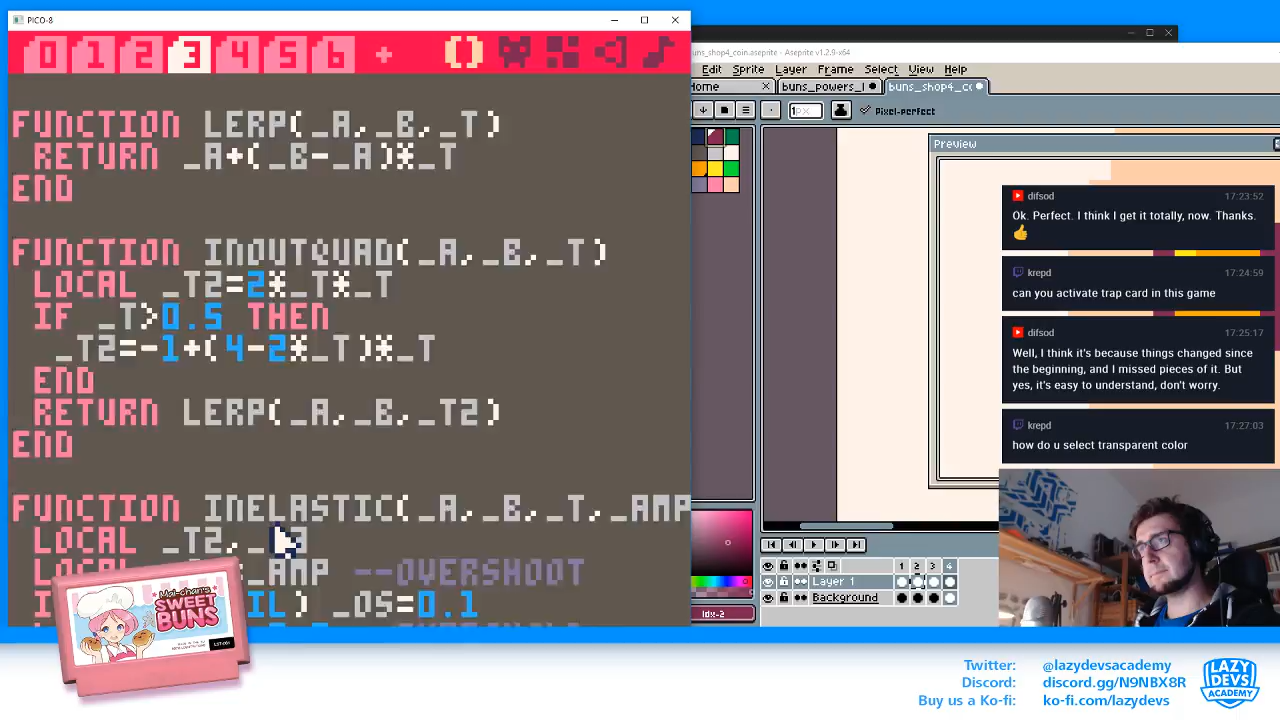 PICO-8
0 1 2 3 4 5 6 +
FUNCTION LERP(_A,_B,_T)
RETURN _A+(_B-_A)*_T
END
FUNCTION INOUTQUAD(_A,_B,_T)
LOCAL _T2=2*_T*_T
IF _T>0.5 THEN
_T2=-1+(4-2*_T)*_T
END
RETURN LERP(_A,_B,_T2)
END
FUNCTION INELASTIC(_A,_B,_T,_AMP
LOCAL _T2,_
_AMP --OVERSHOOT
IL) _OS=0.1
Mai-chan's
SWEET
BUNS
buns_shop4_coin.aseprite - Aseprite v1.2.9-x64
Edit Sprite Layer Frame Select View Help
ome
buns_powers_
buns_shop4_co
1px
Pixel-perfect
Preview
difsod 17:23:52
Ok. Perfect. I think I get it totally, now. Thanks.
👍
krepd 17:24:59
can you activate trap card in this game
difsod 17:25:17
Well, I think it's because things changed since
the beginning, and I missed pieces of it. But
yes, it's easy to understand, don't worry.
krepd 17:27:03
how do u select transparent color
1 2 3 4
Layer 1
Background
Idx-2
Twitter: @lazydevsacademy
Discord: discord.gg/N9NBX8R
Buy us a Ko-fi: ko-fi.com/lazydevs
LAZY
DEVS
ACADEMY